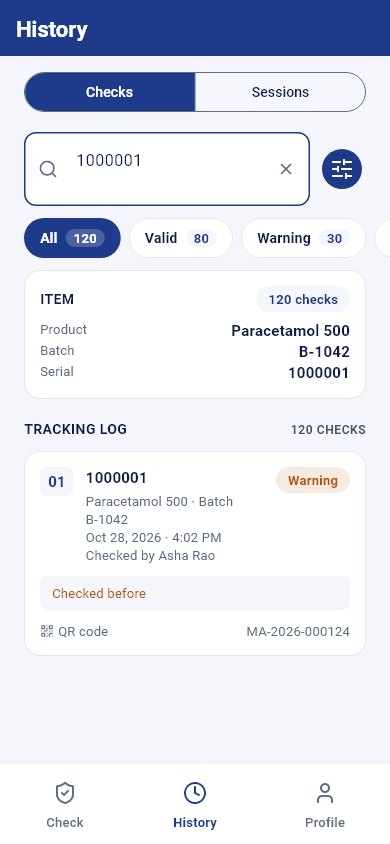 History
Checks
Sessions
1000001
All 120
Valid 80
Warning 30
ITEM
120 checks
Product
Paracetamol 500
Batch
B-1042
Serial
1000001
TRACKING LOG
120 CHECKS
01
1000001
Warning
Paracetamol 500 · Batch
B-1042
Oct 28, 2026 · 4:02 PM
Checked by Asha Rao
Checked before
QR code
MA-2026-000124
Check
History
Profile